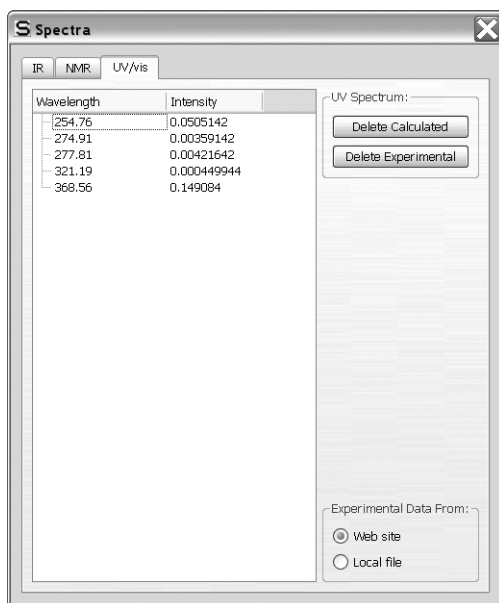 S Spectra
IR NMR UV/vis
Wavelength Intensity
254.76 0.0505142
274.91 0.00359142
277.81 0.00421642
321.19 0.000449944
368.56 0.149084
UV Spectrum:
Delete Calculated
Delete Experimental
Experimental Data From:
Web site
Local file